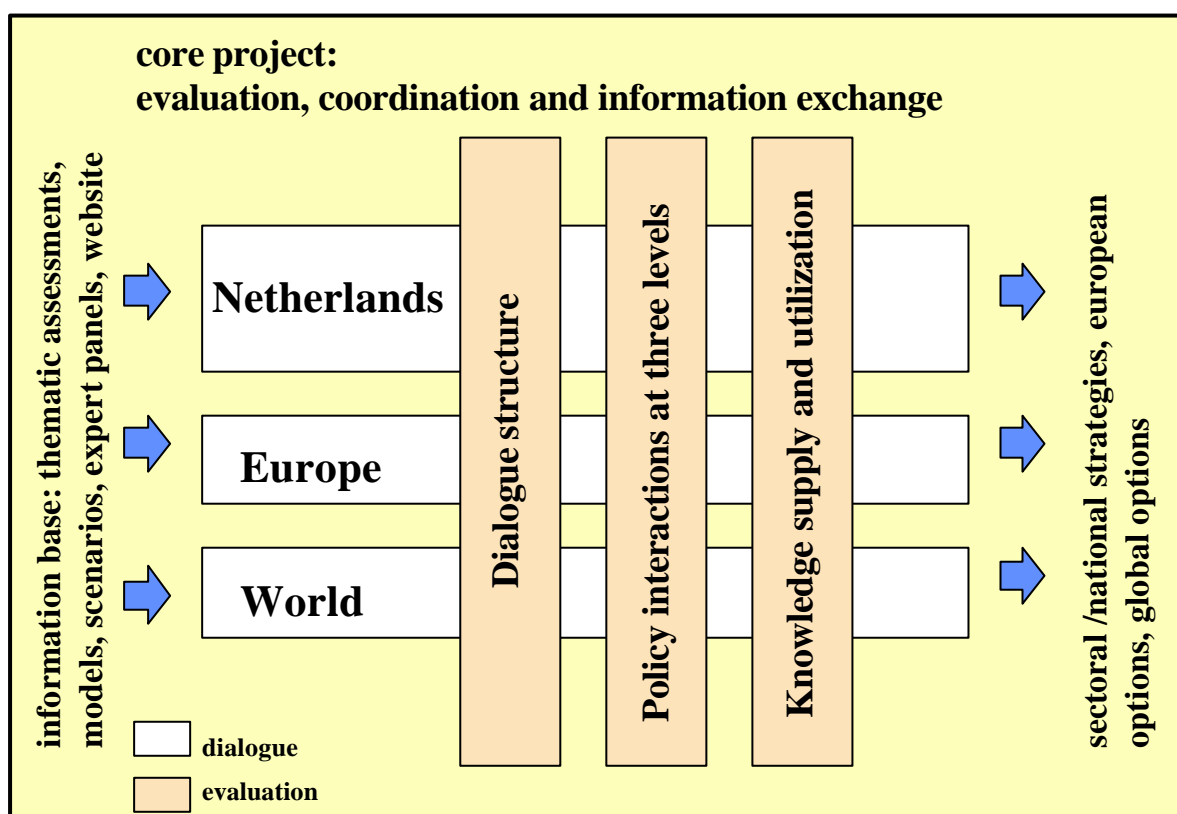 core project:
evaluation, coordination and information exchange
information base: thematic assessments,
models, scenarios, expert panels, website
Netherlands
Europe
World
Dialogue structure
Policy interactions at three levels
Knowledge supply and utilization
sectoral /national strategies, european
options, global options
dialogue
evaluation